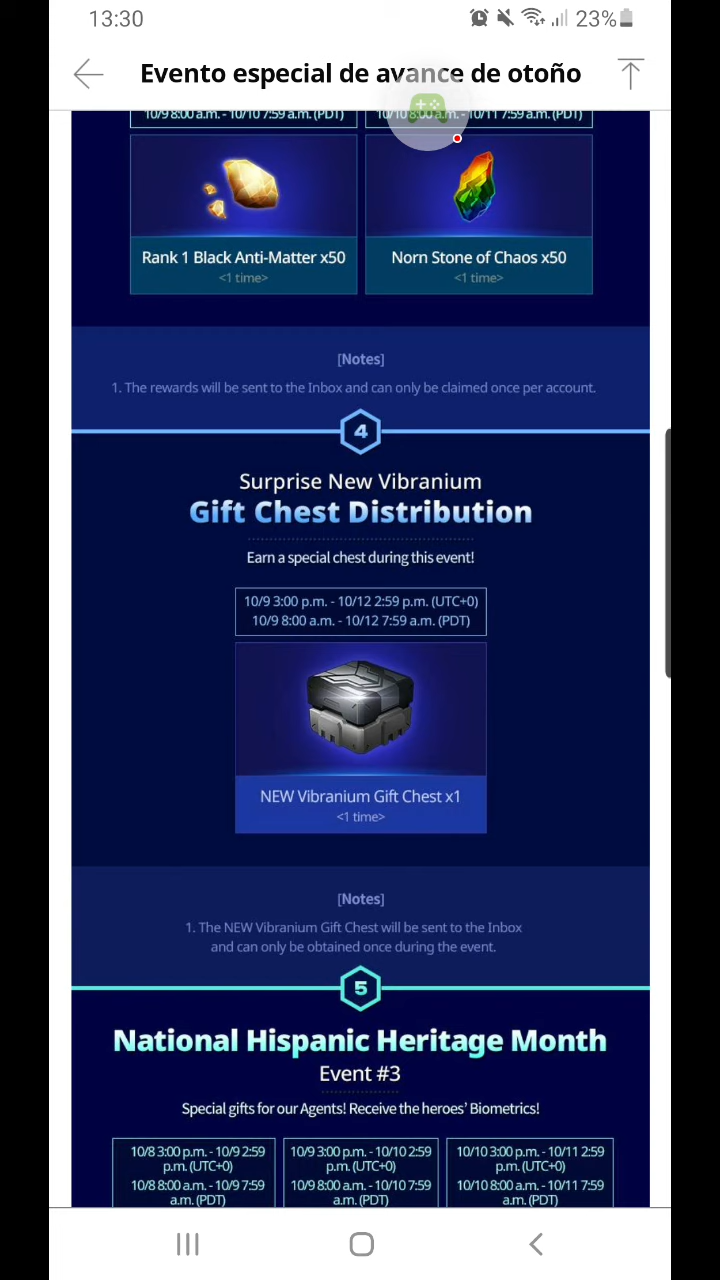 13:30
23%
Evento especial de avance de otoño
10/9 8:00 a.m. - 10/10 7:59 a.m. (PDT)
10/10 8:00 a.m. - 10/11 7:59 a.m. (PDT)
Rank 1 Black Anti-Matter x50
<1 time>
Norn Stone of Chaos x50
<1 time>
[Notes]
1. The rewards will be sent to the Inbox and can only be claimed once per account.
4
Surprise New Vibranium
Gift Chest Distribution
Earn a special chest during this event!
10/9 3:00 p.m. - 10/12 2:59 p.m. (UTC+0)
10/9 8:00 a.m. - 10/12 7:59 a.m. (PDT)
NEW Vibranium Gift Chest x1
<1 time>
[Notes]
1. The NEW Vibranium Gift Chest will be sent to the Inbox
and can only be obtained once during the event.
5
National Hispanic Heritage Month
Event #3
Special gifts for our Agents! Receive the heroes' Biometrics!
10/8 3:00 p.m. - 10/9 2:59
p.m. (UTC+0)
10/8 8:00 a.m. - 10/9 7:59
a.m. (PDT)
10/9 3:00 p.m. - 10/10 2:59
p.m. (UTC+0)
10/9 8:00 a.m. - 10/10 7:59
a.m. (PDT)
10/10 3:00 p.m. - 10/11 2:59
p.m. (UTC+0)
10/10 8:00 a.m. - 10/11 7:59
a.m. (PDT)